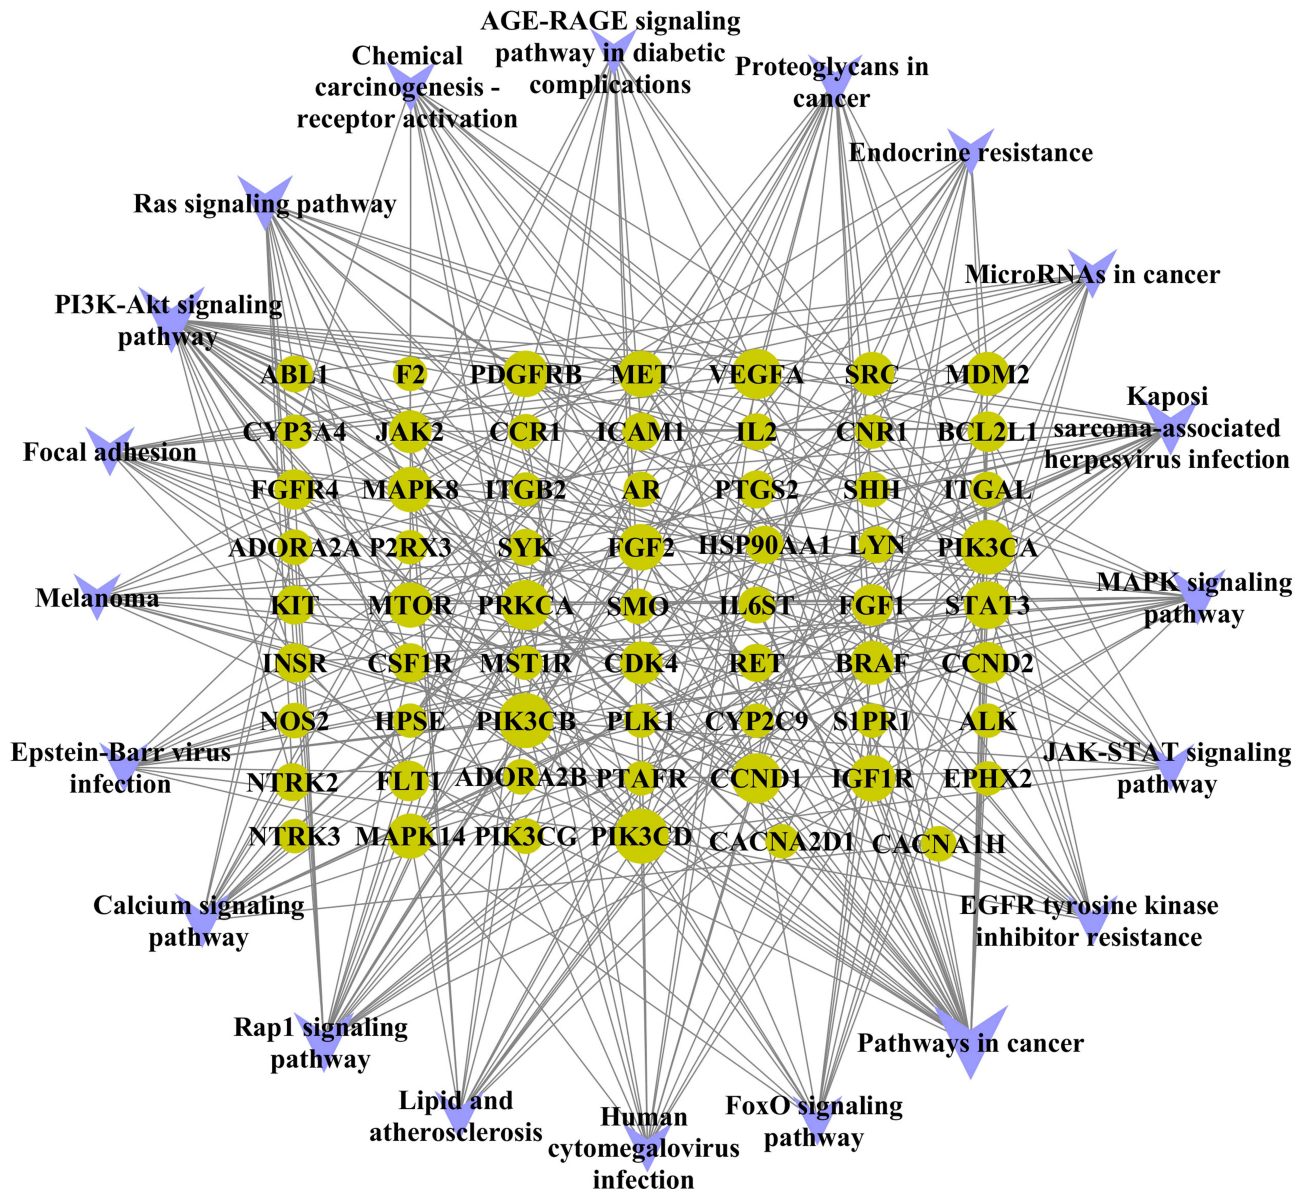 AGE-RAGE signaling
pathway in diabetic
complications
Chemical
carcinogenesis -
receptor activation
Proteoglycans in
cancer
Endocrine resistance
Ras signaling pathway
MicroRNAs in cancer
PI3K-Akt signaling
pathway
ABL1 F2 PDGFRB MET VEGFA SRC MDM2
Kaposi
sarcoma-associated
herpesvirus infection
CYP3A4 JAK2 CCR1 ICAM1 IL2 CNR1 BCL2L1
Focal adhesion
FGFR4 MAPK8 ITGB2 AR PTGS2 SHH ITGAL
ADORA2A P2RX3 SYK FGF2 HSP90AA1 LYN PIK3CA
Melanoma
MAPK signaling
pathway
KIT MTOR PRKCA SMO IL6ST FGF1 STAT3
INSR CSF1R MST1R CDK4 RET BRAF CCND2
NOS2 HPSE PIK3CB PLK1 CYP2C9 S1PR1 ALK
Epstein-Barr virus
infection
JAK-STAT signaling
pathway
NTRK2 FLT1 ADORA2B PTAFR CCND1 IGF1R EPHX2
NTRK3 MAPK14 PIK3CG PIK3CD CACNA2D1 CACNA1H
Calcium signaling
pathway
EGFR tyrosine kinase
inhibitor resistance
Rap1 signaling
pathway
Pathways in cancer
Lipid and
atherosclerosis
Human
cytomegalovirus
infection
FoxO signaling
pathway